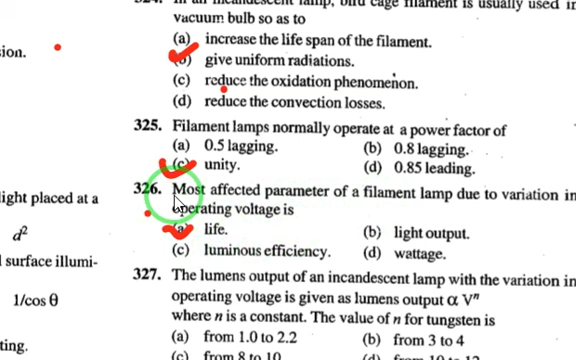 vacuum bulb so as to
(a) increase the life span of the filament.
(b) give uniform radiations.
(c) reduce the oxidation phenomenon.
(d) reduce the convection losses.
325. Filament lamps normally operate at a power factor of
(a) 0.5 lagging. (b) 0.8 lagging.
(c) unity. (d) 0.85 leading.
326. Most affected parameter of a filament lamp due to variation in
operating voltage is
(a) life. (b) light output.
(c) luminous efficiency. (d) wattage.
327. The lumens output of an incandescent lamp with the variation in
operating voltage is given as lumens output α Vⁿ
where n is a constant. The value of n for tungsten is
(a) from 1.0 to 2.2 (b) from 3 to 4
(c) from 8 to 10
sion.
light placed at a
d²
surface illumi-
1/cos θ
ting.